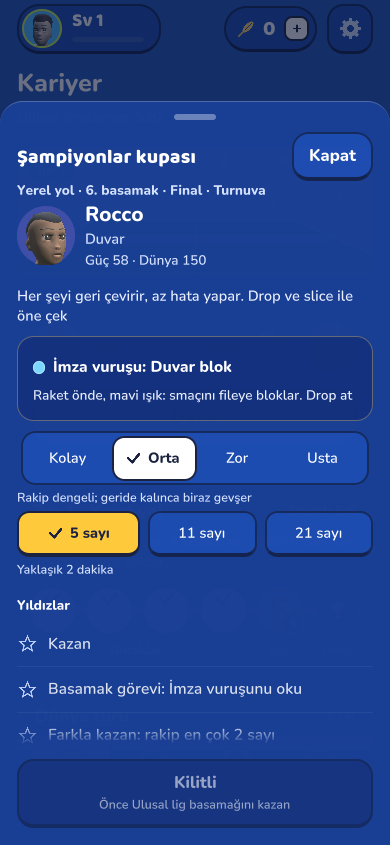 Sv 1
0
Kariyer
Şampiyonlar kupası
Kapat
Yerel yol · 6. basamak · Final · Turnuva
Rocco
Duvar
Güç 58 · Dünya 150
Her şeyi geri çevirir, az hata yapar. Drop ve slice ile
öne çek
İmza vuruşu: Duvar blok
Raket önde, mavi ışık: smaçını fileye bloklar. Drop at
Kolay
Orta
Zor
Usta
Rakip dengeli; geride kalınca biraz gevşer
5 sayı
11 sayı
21 sayı
Yaklaşık 2 dakika
Yıldızlar
Kazan
Basamak görevi: İmza vuruşunu oku
Farkla kazan: rakip en çok 2 sayı
Kilitli
Önce Ulusal lig basamağını kazan